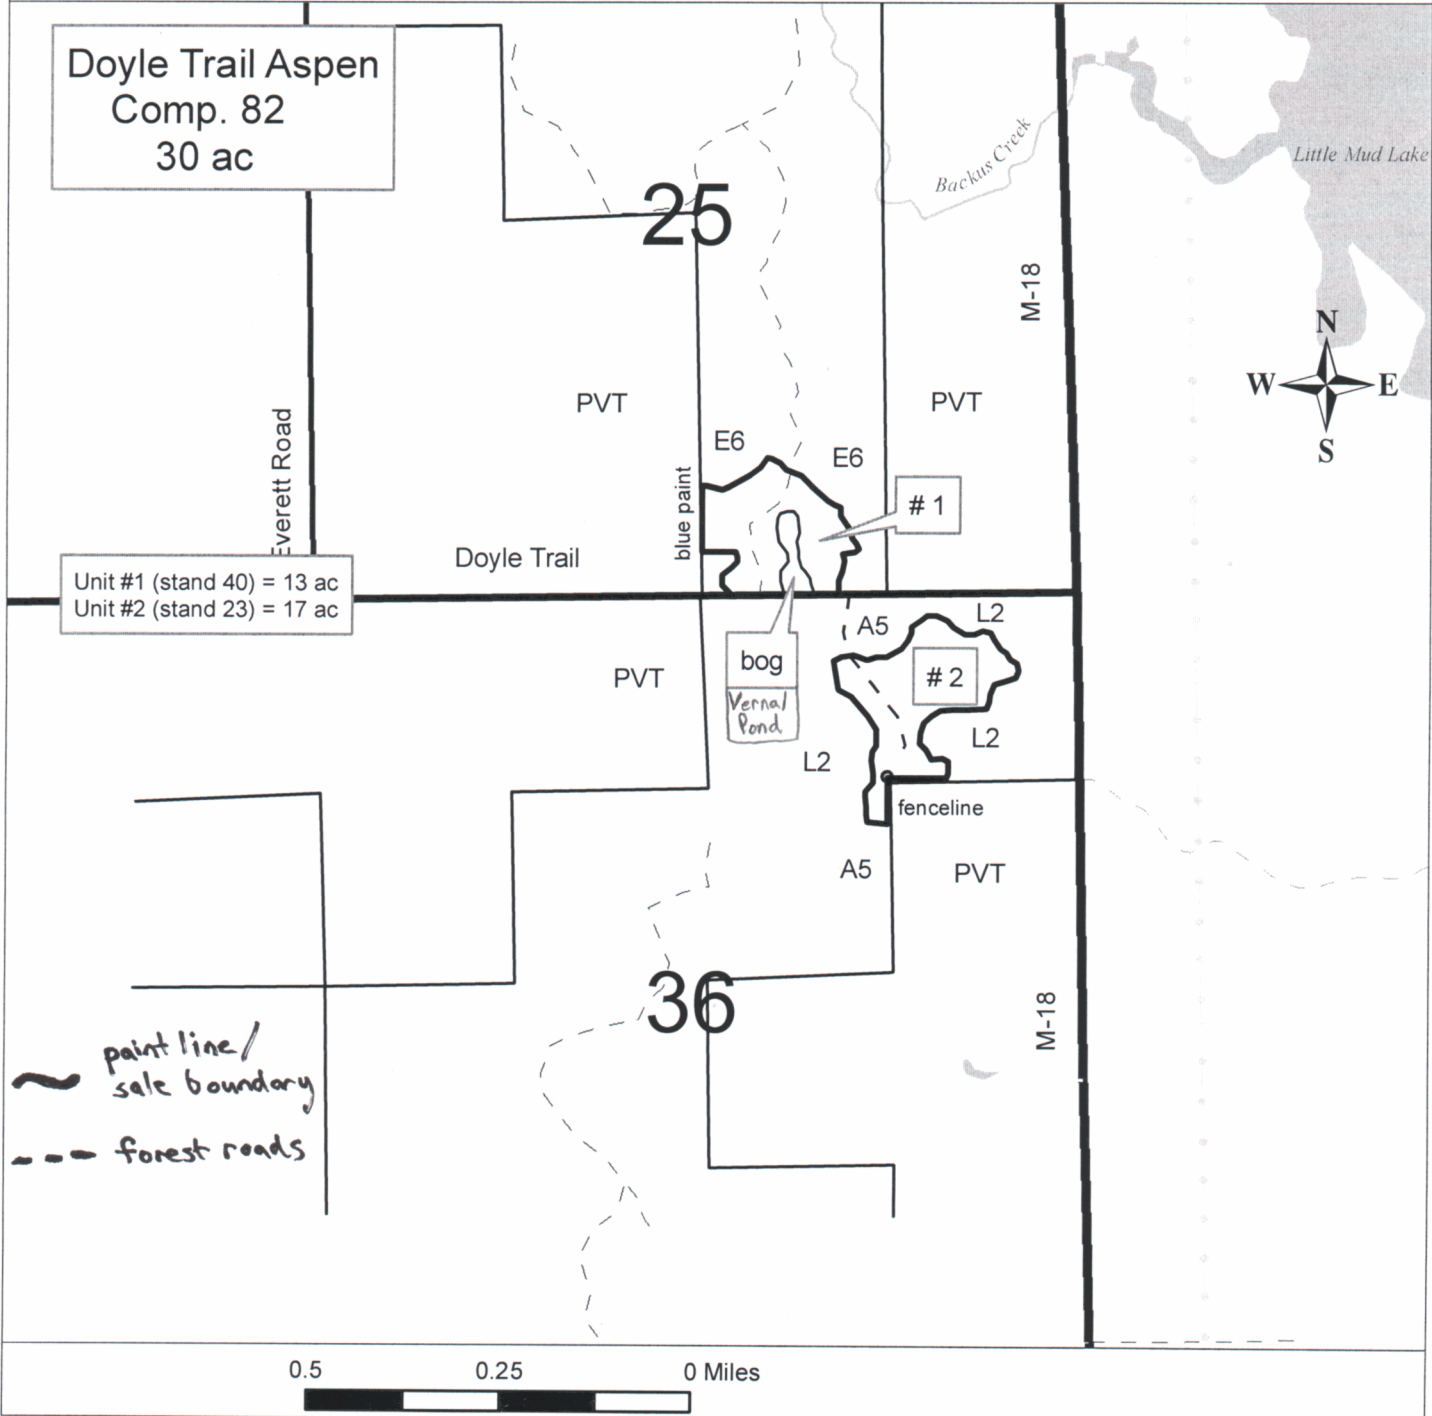 Doyle Trail Aspen
Comp. 82
30 ac
25
Backus Creek
Little Mud Lake
M-18
N
W E
S
PVT
PVT
E6
E6
Everett Road
blue paint
# 1
Doyle Trail
Unit #1 (stand 40) = 13 ac
Unit #2 (stand 23) = 17 ac
A5
L2
PVT
bog
# 2
Vernal
Pond
L2
L2
fenceline
A5
PVT
36
M-18
paint line/
sale boundary
forest roads
0.5 0.25 0 Miles